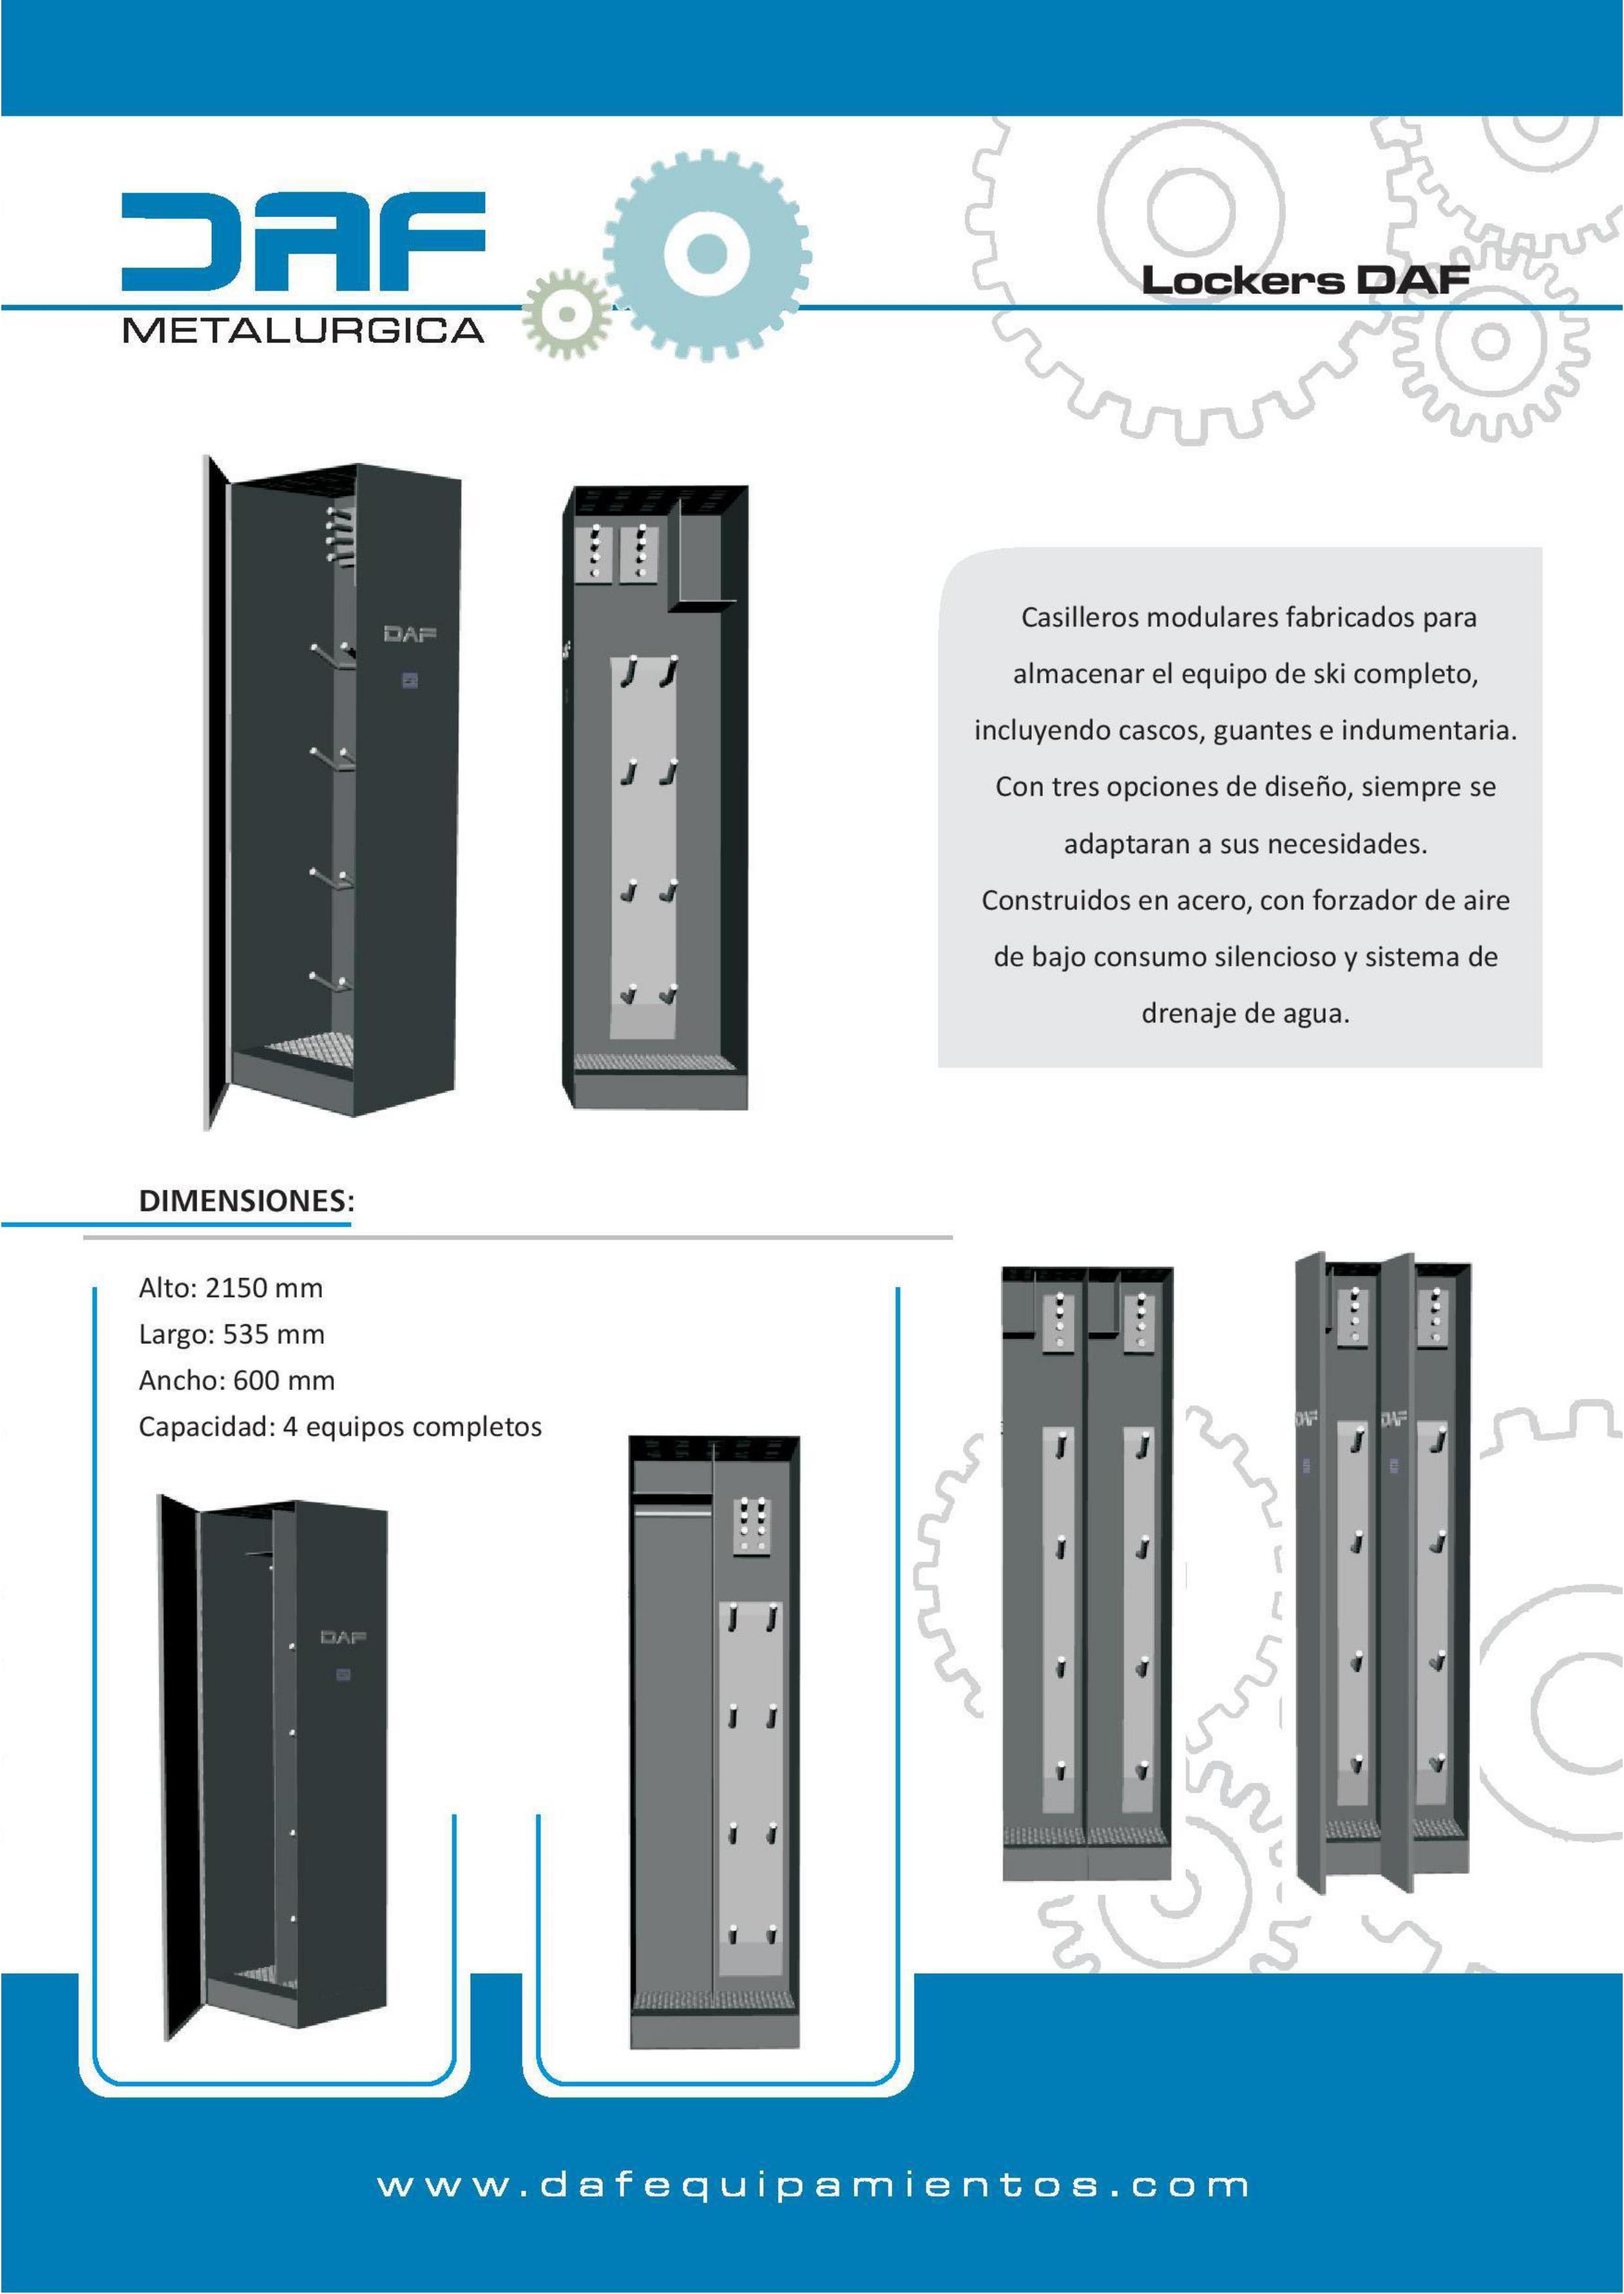 DAF
METALURGICA
Lockers DAF
DAF
Casilleros modulares fabricados para
almacenar el equipo de ski completo,
incluyendo cascos, guantes e indumentaria.
Con tres opciones de diseño, siempre se
adaptaran a sus necesidades.
Construidos en acero, con forzador de aire
de bajo consumo silencioso y sistema de
drenaje de agua.
DIMENSIONES:
Alto: 2150 mm
Largo: 535 mm
Ancho: 600 mm
Capacidad: 4 equipos completos
DAF
DAF
DAF
www.dafequipamientos.com